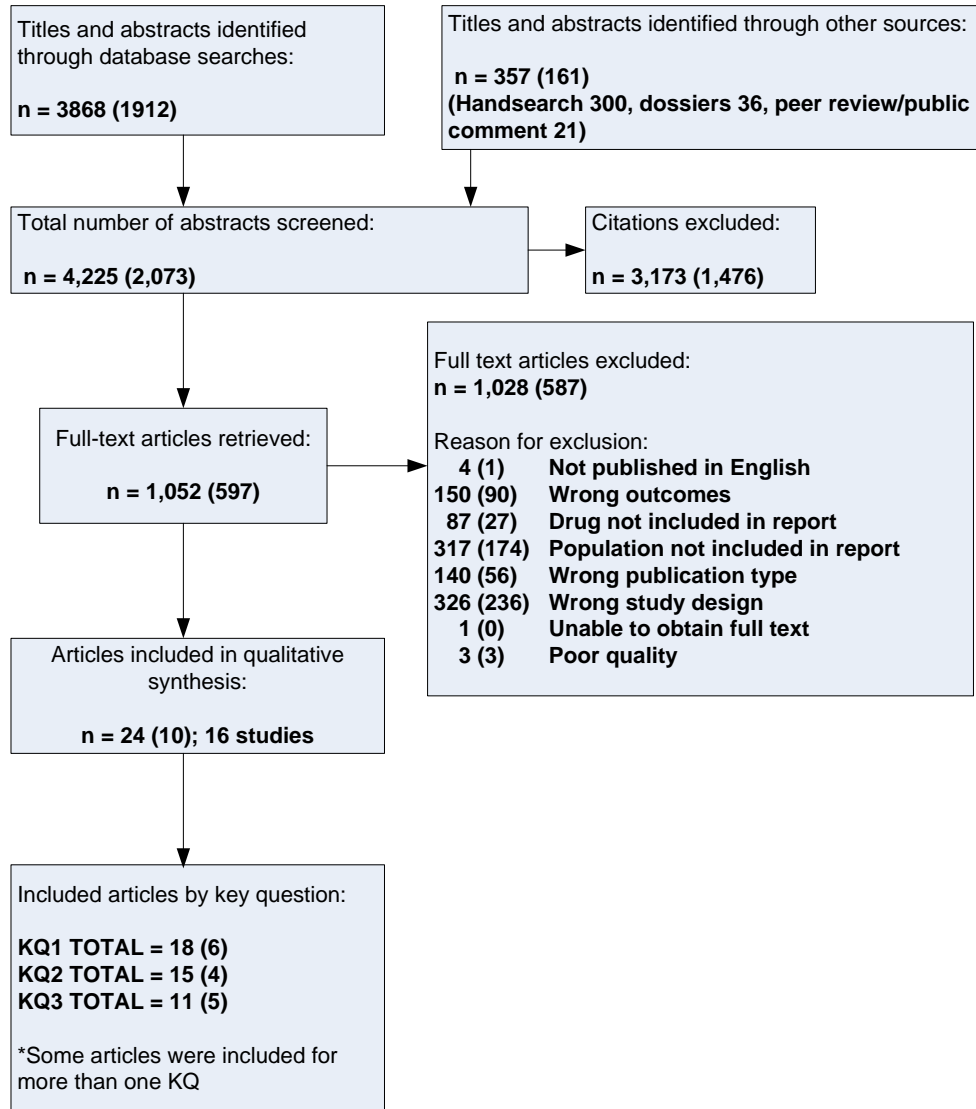 Titles and abstracts identified
through database searches:
n = 3868 (1912)
Titles and abstracts identified through other sources:
n = 357 (161)
(Handsearch 300, dossiers 36, peer review/public
comment 21)
Total number of abstracts screened:
n = 4,225 (2,073)
Citations excluded:
n = 3,173 (1,476)
Full-text articles retrieved:
n = 1,052 (597)
Full text articles excluded:
n = 1,028 (587)
Reason for exclusion:
4 (1) Not published in English
150 (90) Wrong outcomes
87 (27) Drug not included in report
317 (174) Population not included in report
140 (56) Wrong publication type
326 (236) Wrong study design
1 (0) Unable to obtain full text
3 (3) Poor quality
Articles included in qualitative
synthesis:
n = 24 (10); 16 studies
Included articles by key question:
KQ1 TOTAL = 18 (6)
KQ2 TOTAL = 15 (4)
KQ3 TOTAL = 11 (5)
*Some articles were included for
more than one KQ